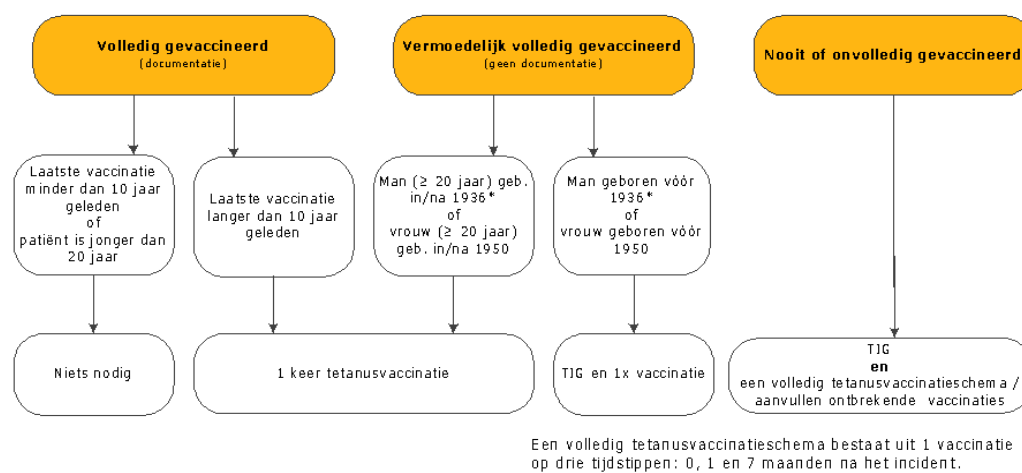 Volledig gevaccineerd
(documentatie)
Vermoedelijk volledig gevaccineerd
(geen documentatie)
Nooit of onvolledig gevaccineerd
Laatste vaccinatie
minder dan 10 jaar
geleden
of
patiënt is jonger dan
20 jaar
Laatste vaccinatie
langer dan 10 jaar
geleden
Man (≥ 20 jaar) geb.
in/na 1936*
of
vrouw (≥ 20 jaar)
geb. in/na 1950
Man geboren vóór
1936*
of
vrouw geboren vóór
1950
Niets nodig
1 keer tetanusvaccinatie
TIG en 1x vaccinatie
TIG
en
een volledig tetanusvaccinatieschema /
aanvullen ontbrekende vaccinaties
Een volledig tetanusvaccinatieschema bestaat uit 1 vaccinatie
op drie tijdstippen: 0, 1 en 7 maanden na het incident.